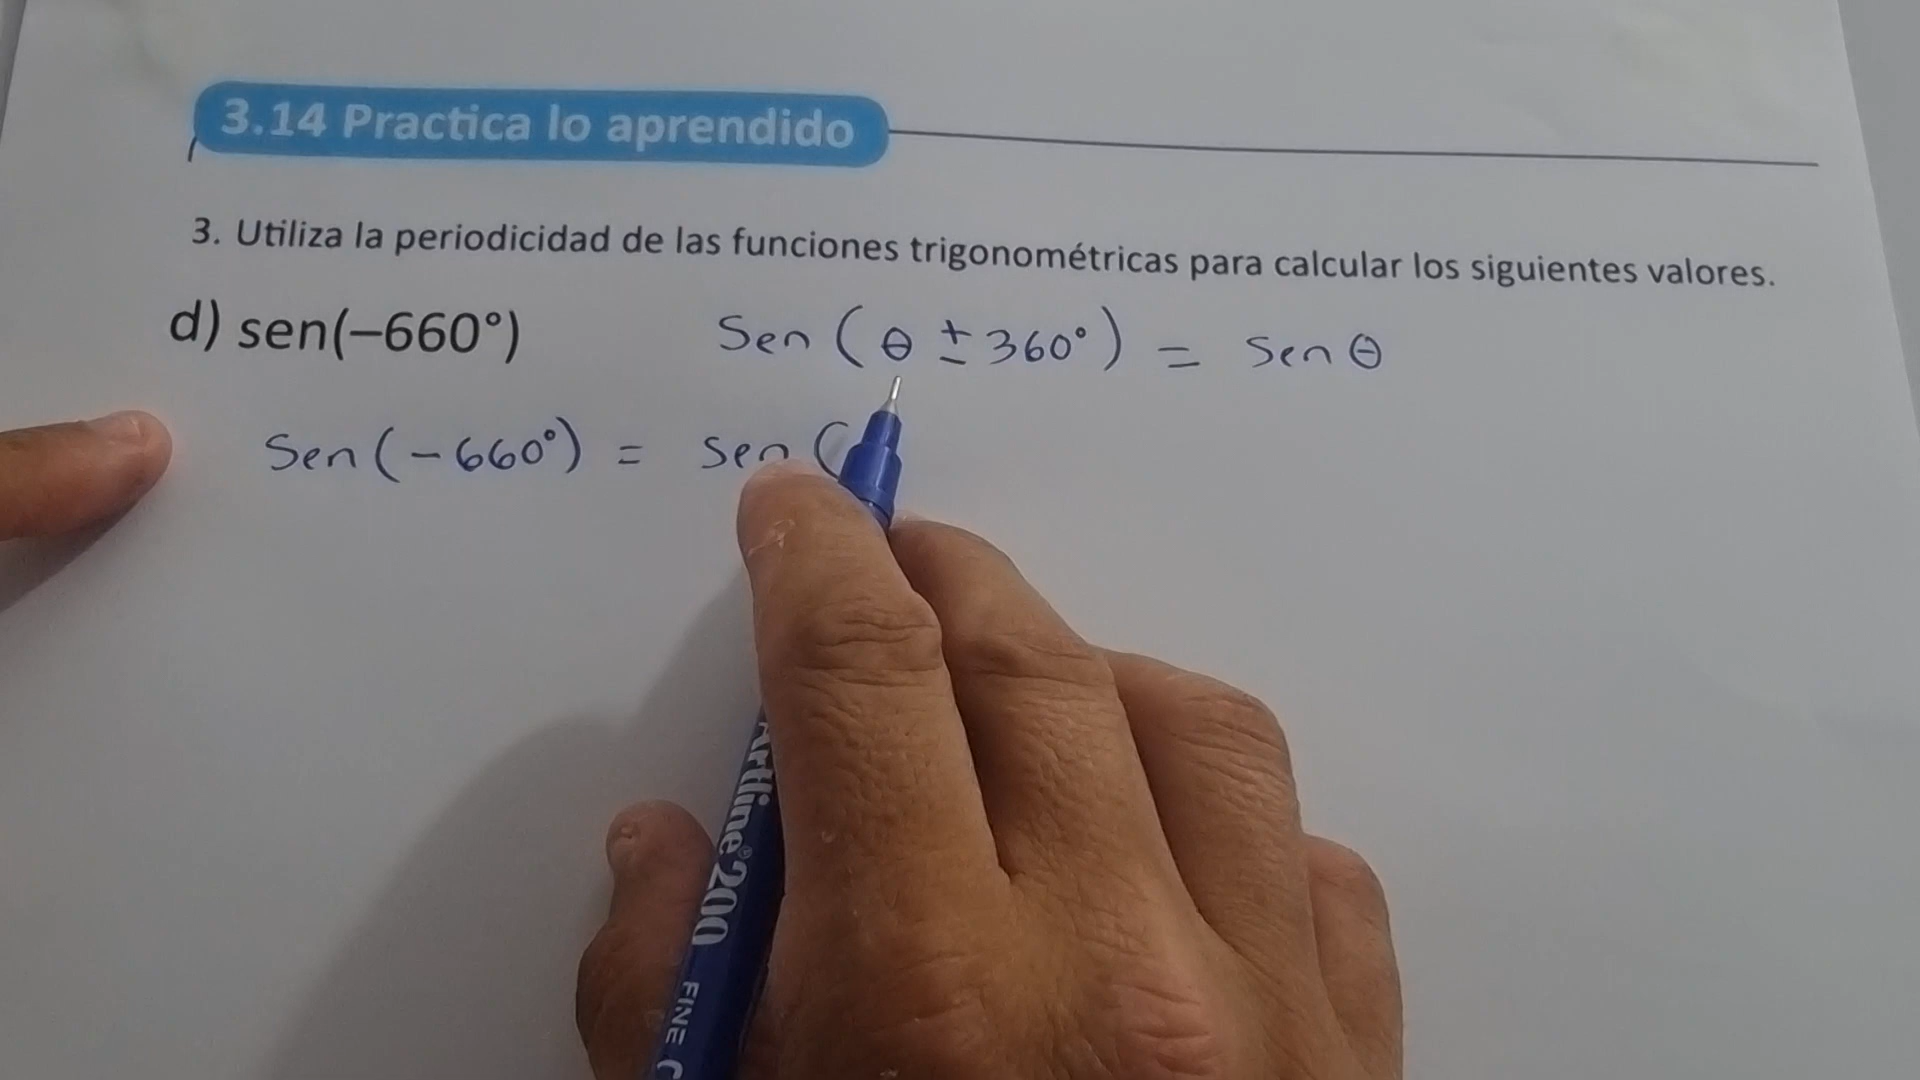 3.14 Practica lo aprendido
3. Utiliza la periodicidad de las funciones trigonométricas para calcular los siguientes valores.
d) sen(–660°)
Sen (θ ± 360°) = Sen θ
Sen (-660°) = Sen (
Artline® 200 FINE